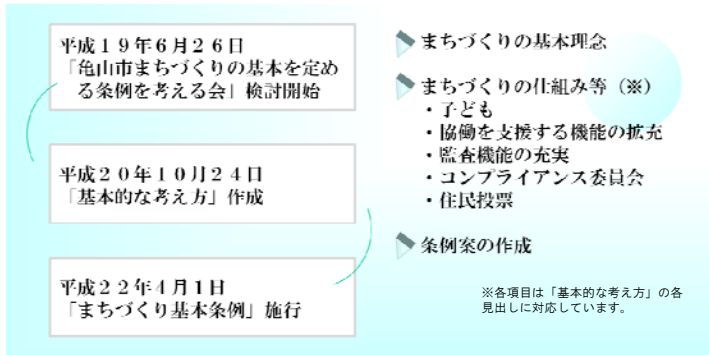 平成１９年６月２６日
「亀山市まちづくりの基本を定め
る条例を考える会」検討開始
平成２０年１０月２４日
「基本的な考え方」作成
平成２２年４月１日
「まちづくり基本条例」施行
まちづくりの基本理念
まちづくりの仕組み等（※）
・子ども
・協働を支援する機能の拡充
・監査機能の充実
・コンプライアンス委員会
・住民投票
条例案の作成
※各項目は「基本的な考え方」の各
見出しに対応しています。